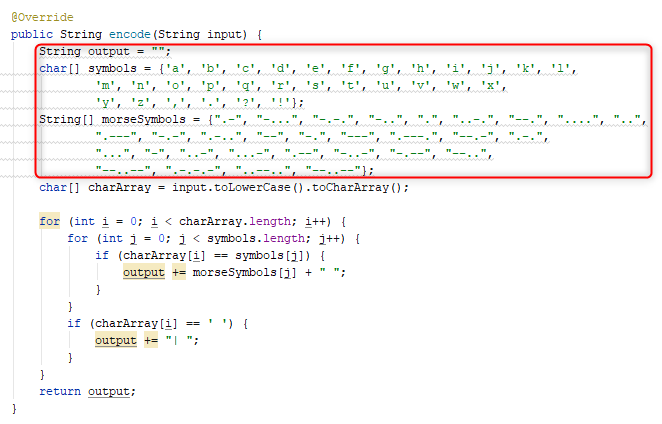 @Override
public String encode(String input) {
String output = "";
char[] symbols = {'a', 'b', 'c', 'd', 'e', 'f', 'g', 'h', 'i', 'j', 'k', 'l',
'm', 'n', 'o', 'p', 'q', 'r', 's', 't', 'u', 'v', 'w', 'x',
'y', 'z', ',', '.', '?', '!'};
String[] morseSymbols = {".-", "-...", "-.-.", "-..", ".", "..-.", "--.", "....", "..",
".---", "-.-", ".-..", "--", "-.", "---", ".---.", "--.-", ".-.",
"...", "-", "..-", "...-", ".--", "-..-", "-.--", "--..",
"--..--", ".-.-.-", "..--..", "--..--"};
char[] charArray = input.toLowerCase().toCharArray();
for (int i = 0; i < charArray.length; i++) {
for (int j = 0; j < symbols.length; j++) {
if (charArray[i] == symbols[j]) {
output += morseSymbols[j] + " ";
}
}
if (charArray[i] == ' ') {
output += "| ";
}
}
return output;
}